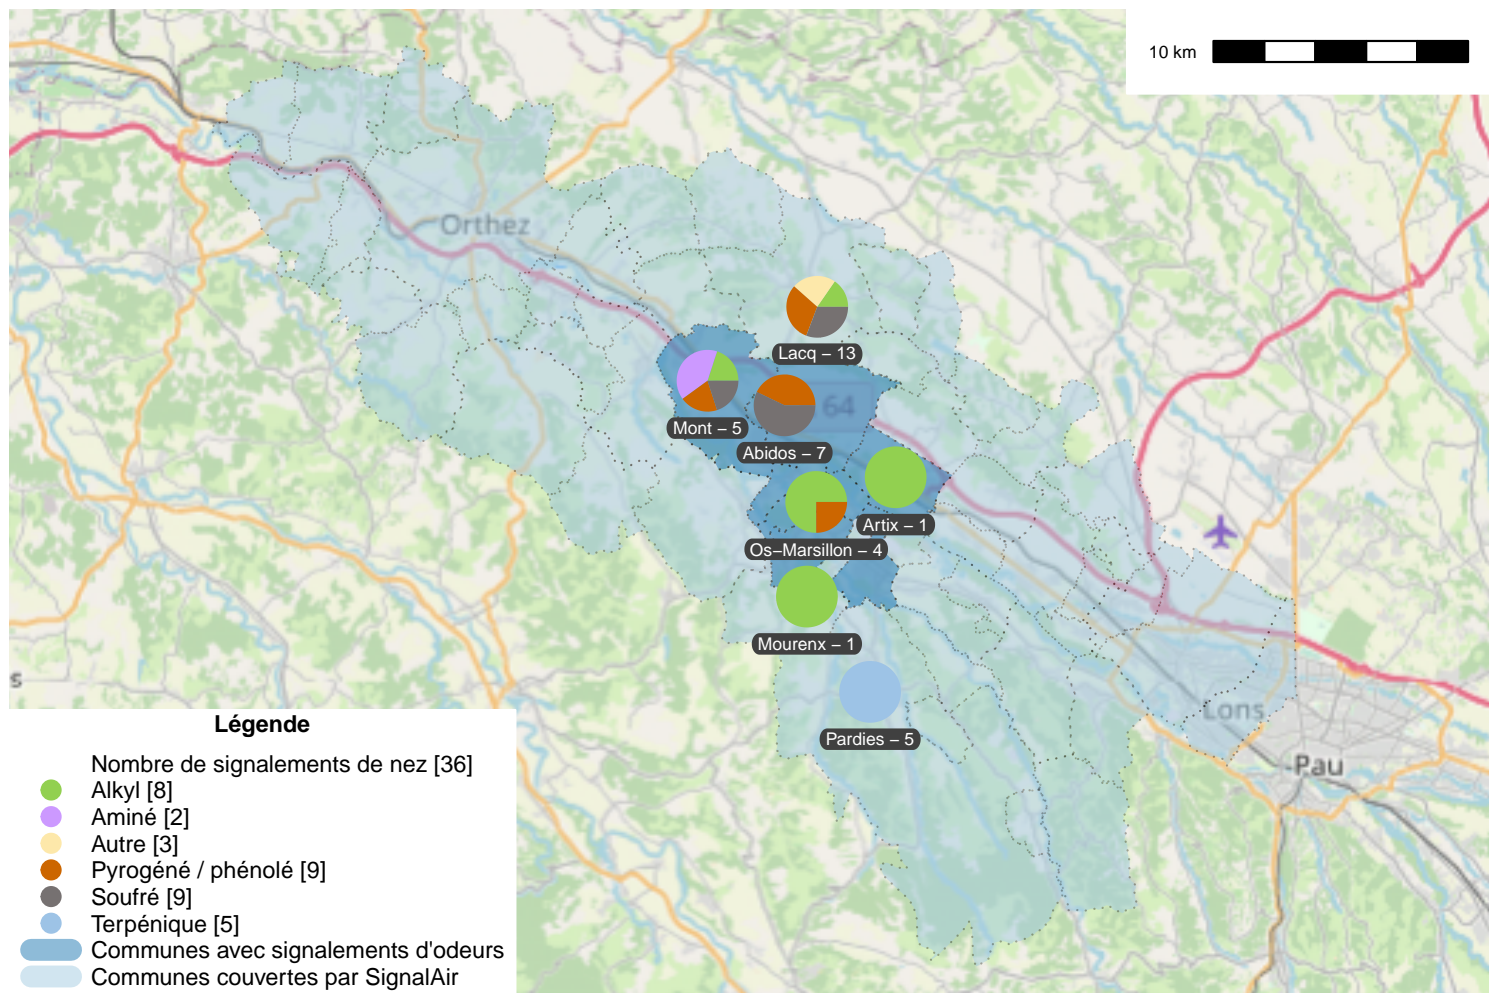 10 km
Orthez
Lacq – 13
64
Mont – 5
Abidos – 7
Artix – 1
Os–Marsillon – 4
Mourenx – 1
s
Pardies – 5
Lons
Pau
Légende
Nombre de signalements de nez [36]
Alkyl [8]
Aminé [2]
Autre [3]
Pyrogéné / phénolé [9]
Soufré [9]
Terpénique [5]
Communes avec signalements d'odeurs
Communes couvertes par SignalAir